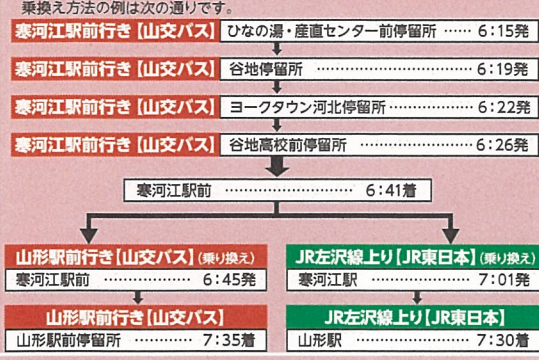 乗換え方法の例は次の通りです。
寒河江駅前行き【山交バス】 ひなの湯・産直センター前停留所 …… 6:15発
寒河江駅前行き【山交バス】 谷地停留所 ………………………… 6:19発
寒河江駅前行き【山交バス】 ヨークタウン河北停留所 …………… 6:22発
寒河江駅前行き【山交バス】 谷地高校前停留所 ………………… 6:26発
寒河江駅前 ………………………… 6:41着
山形駅前行き【山交バス】(乗り換え)
寒河江駅前 ………………… 6:45発
山形駅前行き【山交バス】
山形駅前停留所 …………… 7:35着
JR左沢線上り【JR東日本】(乗り換え)
寒河江駅 ………………… 7:01発
JR左沢線上り【JR東日本】
山形駅 …………………… 7:30着